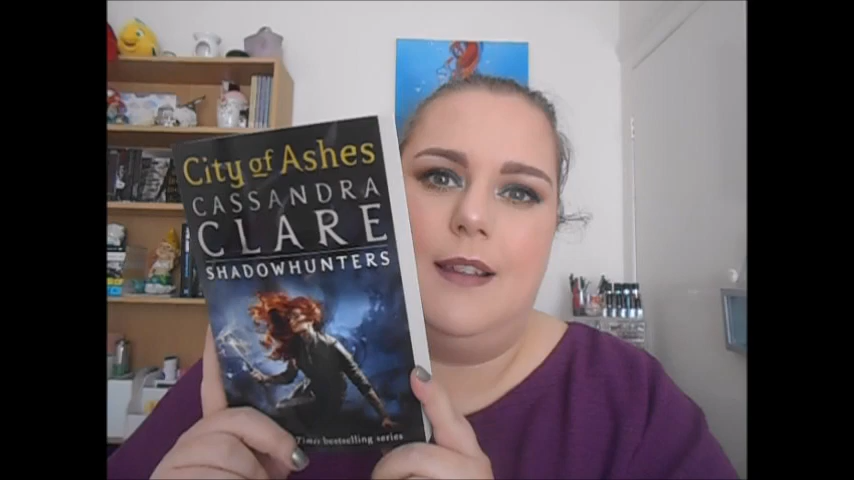 City of Ashes
CASSANDRA
CLARE
SHADOWHUNTERS
Times bestselling series